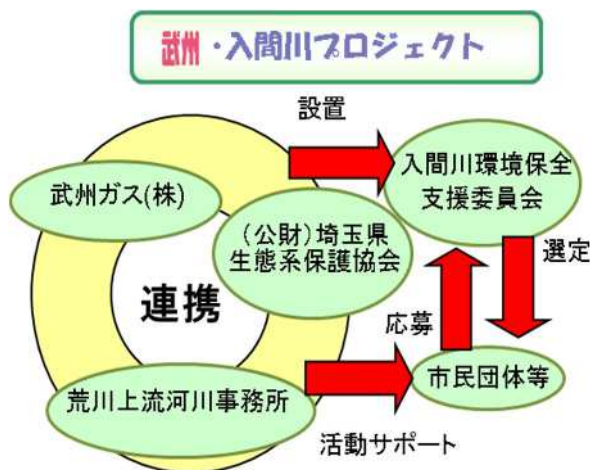 武州・入間川プロジェクト
設置
入間川環境保全
支援委員会
武州ガス(株)
(公財)埼玉県
生態系保護協会
選定
連携
応募
荒川上流河川事務所
市民団体等
活動サポート